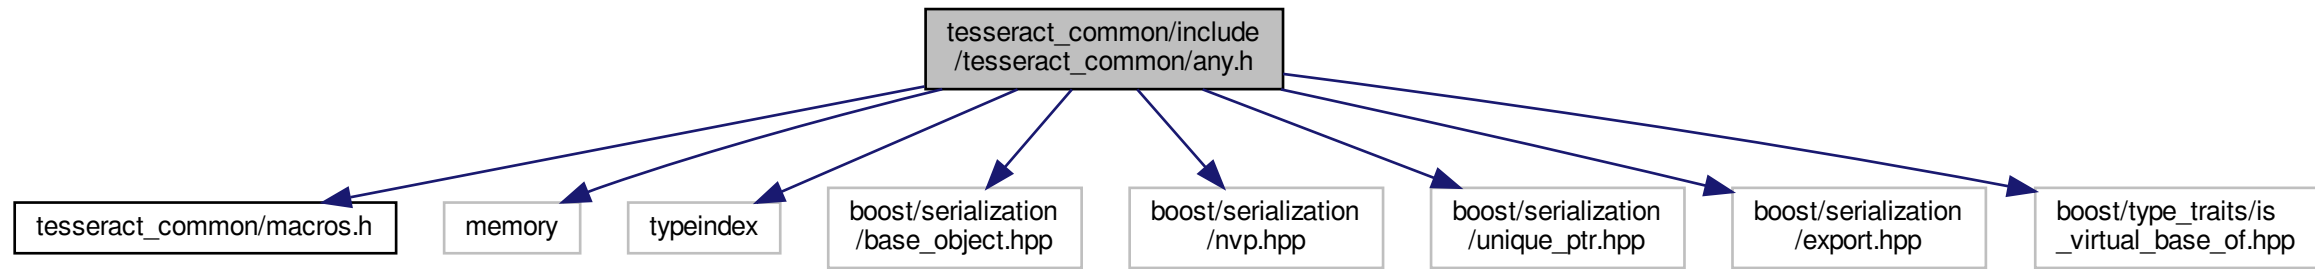 tesseract_common/include
/tesseract_common/any.h
tesseract_common/macros.h
memory
typeindex
boost/serialization
/base_object.hpp
boost/serialization
/nvp.hpp
boost/serialization
/unique_ptr.hpp
boost/serialization
/export.hpp
boost/type_traits/is
_virtual_base_of.hpp